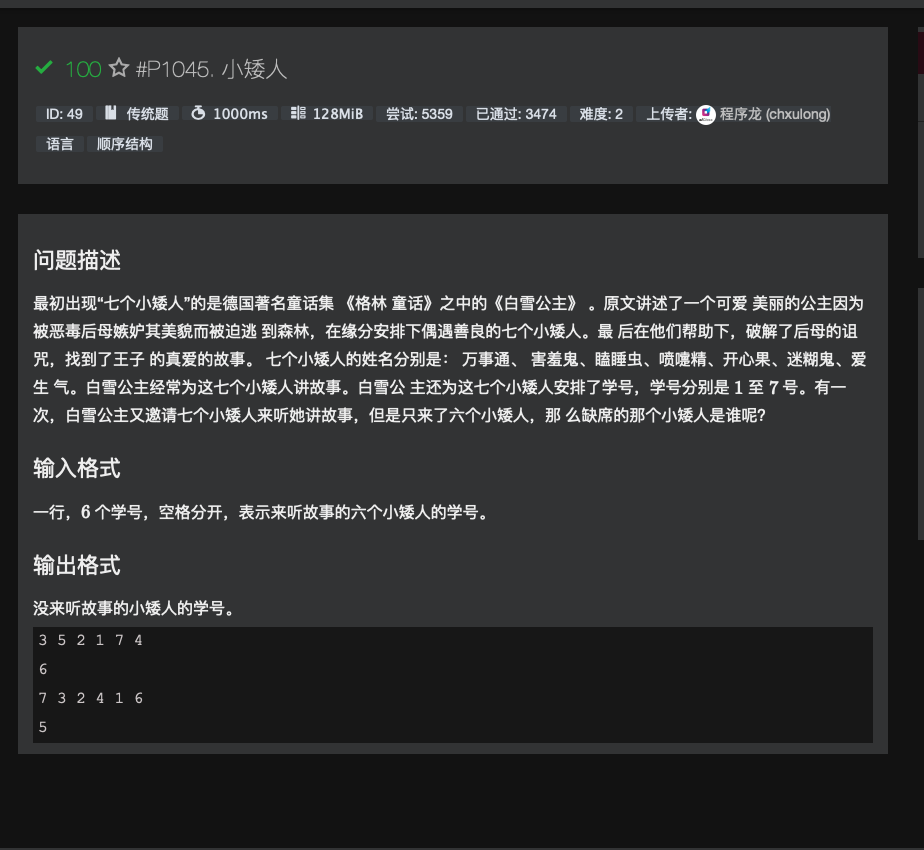 100 #P1045. 小矮人
ID: 49 传统题 1000ms 128MiB 尝试: 5359 已通过: 3474 难度: 2 上传者: 程序龙 (chxulong)
语言 顺序结构
问题描述
最初出现“七个小矮人”的是德国著名童话集 《格林 童话》之中的《白雪公主》 。原文讲述了一个可爱 美丽的公主因为
被恶毒后母嫉妒其美貌而被迫逃 到森林，在缘分安排下偶遇善良的七个小矮人。最 后在他们帮助下，破解了后母的诅
咒，找到了王子 的真爱的故事。 七个小矮人的姓名分别是： 万事通、 害羞鬼、瞌睡虫、喷嚏精、开心果、迷糊鬼、爱
生 气。白雪公主经常为这七个小矮人讲故事。白雪公 主还为这七个小矮人安排了学号，学号分别是 1 至 7 号。有一
次，白雪公主又邀请七个小矮人来听她讲故事，但是只来了六个小矮人，那 么缺席的那个小矮人是谁呢?
输入格式
一行，6 个学号，空格分开，表示来听故事的六个小矮人的学号。
输出格式
没来听故事的小矮人的学号。
3 5 2 1 7 4
6
7 3 2 4 1 6
5